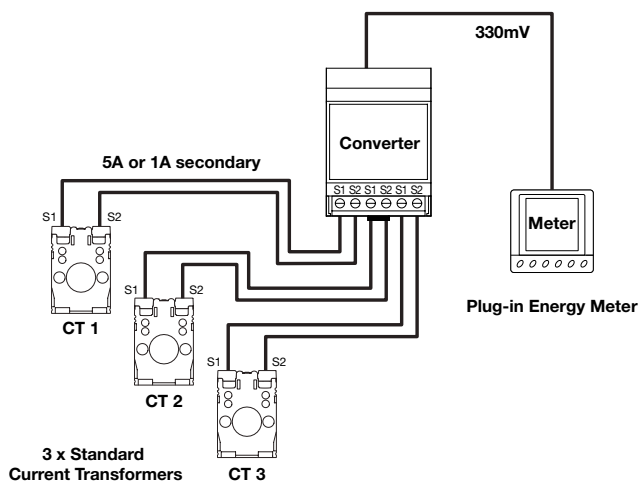 330mV
Converter
5A or 1A secondary
S1 S2 S1 S2 S1 S2
S1 S2
Meter
CT 1
S1 S2
Plug-in Energy Meter
CT 2
S1 S2
3 x Standard
Current Transformers
CT 3